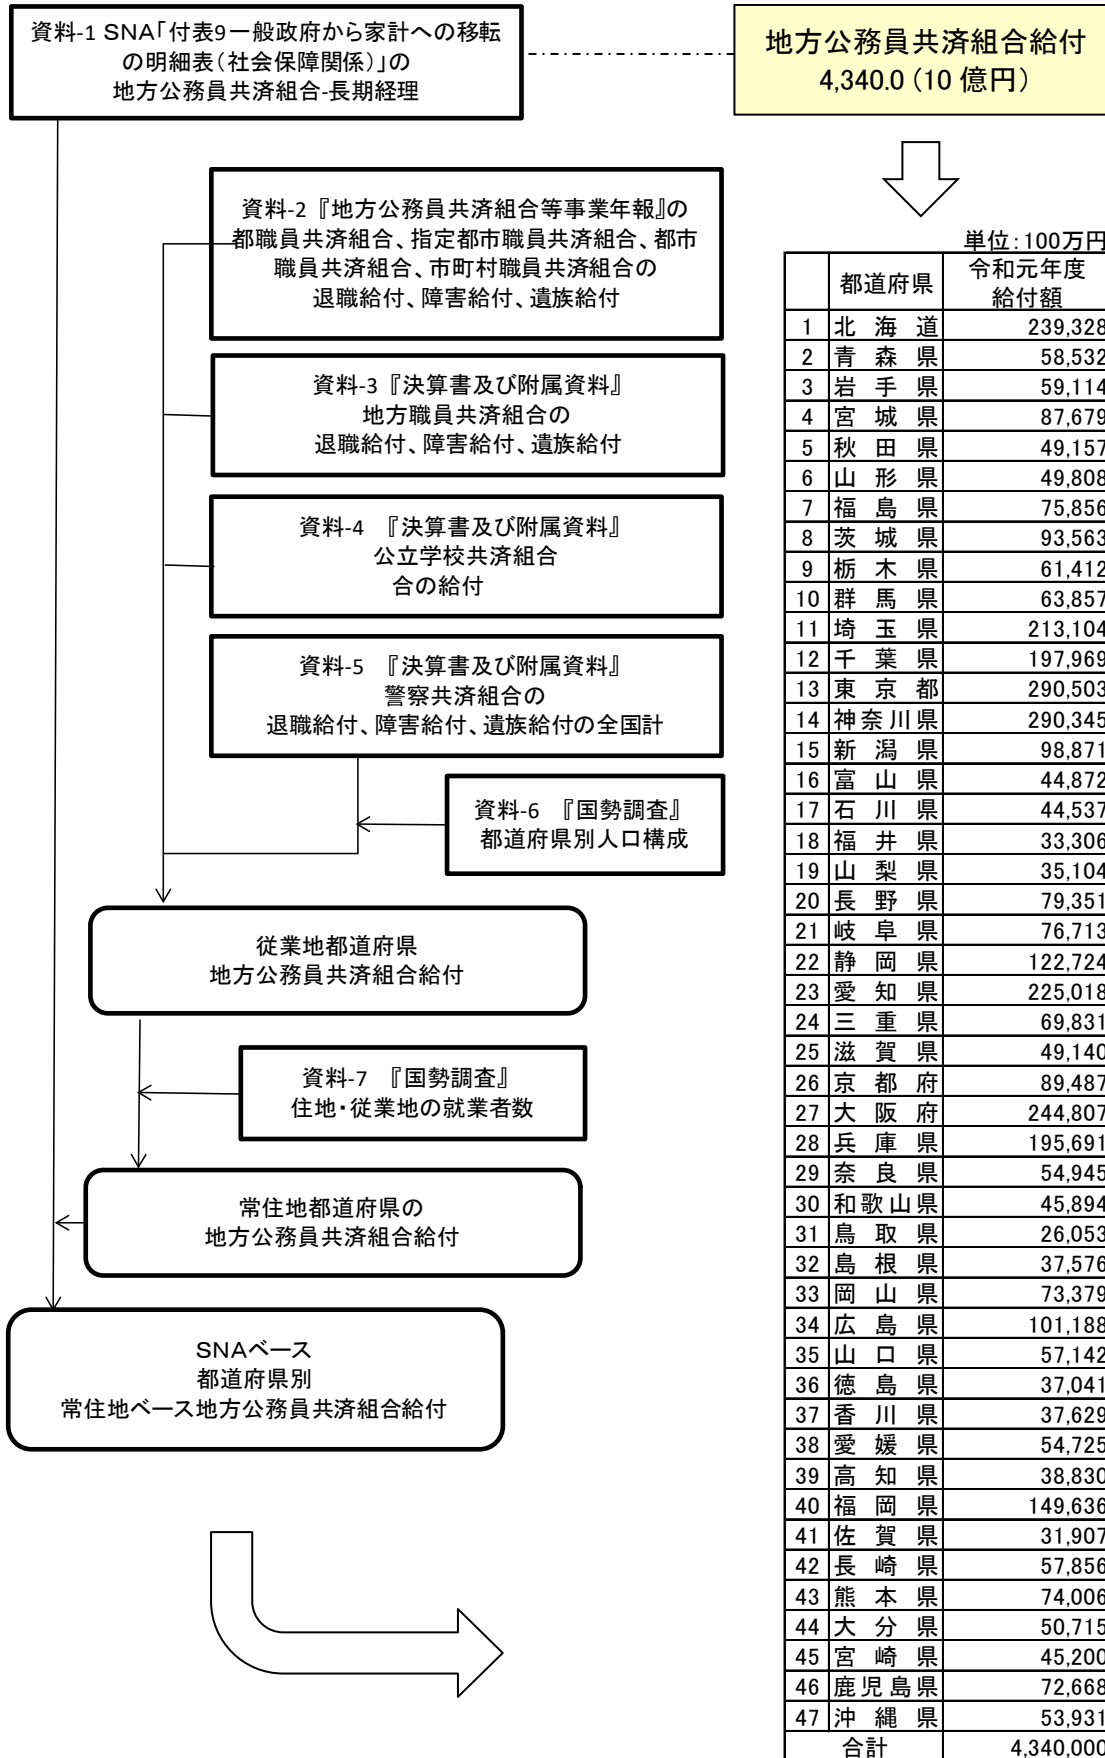 資料-1 SNA「付表9一般政府から家計への移転
の明細表(社会保障関係)」の
地方公務員共済組合-長期経理
地方公務員共済組合給付
4,340.0（10 億円）
資料-2 『地方公務員共済組合等事業年報』の
都職員共済組合、指定都市職員共済組合、都市
職員共済組合、市町村職員共済組合の
退職給付、障害給付、遺族給付
資料-3 『決算書及び附属資料』
地方職員共済組合の
退職給付、障害給付、遺族給付
資料-4 『決算書及び附属資料』
公立学校共済組合
合の給付
資料-5 『決算書及び附属資料』
警察共済組合の
退職給付、障害給付、遺族給付の全国計
資料-6 『国勢調査』
都道府県別人口構成
従業地都道府県
地方公務員共済組合給付
資料-7 『国勢調査』
住地・従業地の就業者数
常住地都道府県の
地方公務員共済組合給付
SNAベース
都道府県別
常住地ベース地方公務員共済組合給付
単位：100万円
都道府県 令和元年度
給付額
1 北海道 239,328
2 青森県 58,532
3 岩手県 59,114
4 宮城県 87,679
5 秋田県 49,157
6 山形県 49,808
7 福島県 75,856
8 茨城県 93,563
9 栃木県 61,412
10 群馬県 63,857
11 埼玉県 213,104
12 千葉県 197,969
13 東京都 290,503
14 神奈川県 290,345
15 新潟県 98,871
16 富山県 44,872
17 石川県 44,537
18 福井県 33,306
19 山梨県 35,104
20 長野県 79,351
21 岐阜県 76,713
22 静岡県 122,724
23 愛知県 225,018
24 三重県 69,831
25 滋賀県 49,140
26 京都府 89,487
27 大阪府 244,807
28 兵庫県 195,691
29 奈良県 54,945
30 和歌山県 45,894
31 鳥取県 26,053
32 島根県 37,576
33 岡山県 73,379
34 広島県 101,188
35 山口県 57,142
36 徳島県 37,041
37 香川県 37,629
38 愛媛県 54,725
39 高知県 38,830
40 福岡県 149,636
41 佐賀県 31,907
42 長崎県 57,856
43 熊本県 74,006
44 大分県 50,715
45 宮崎県 45,200
46 鹿児島県 72,668
47 沖縄県 53,931
合計 4,340,000